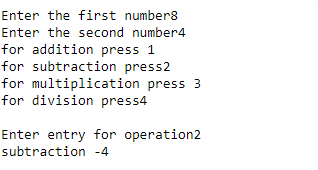 Enter the first number8
Enter the second number4
for addition press 1
for subtraction press2
for multiplication press 3
for division press4
Enter entry for operation2
subtraction -4